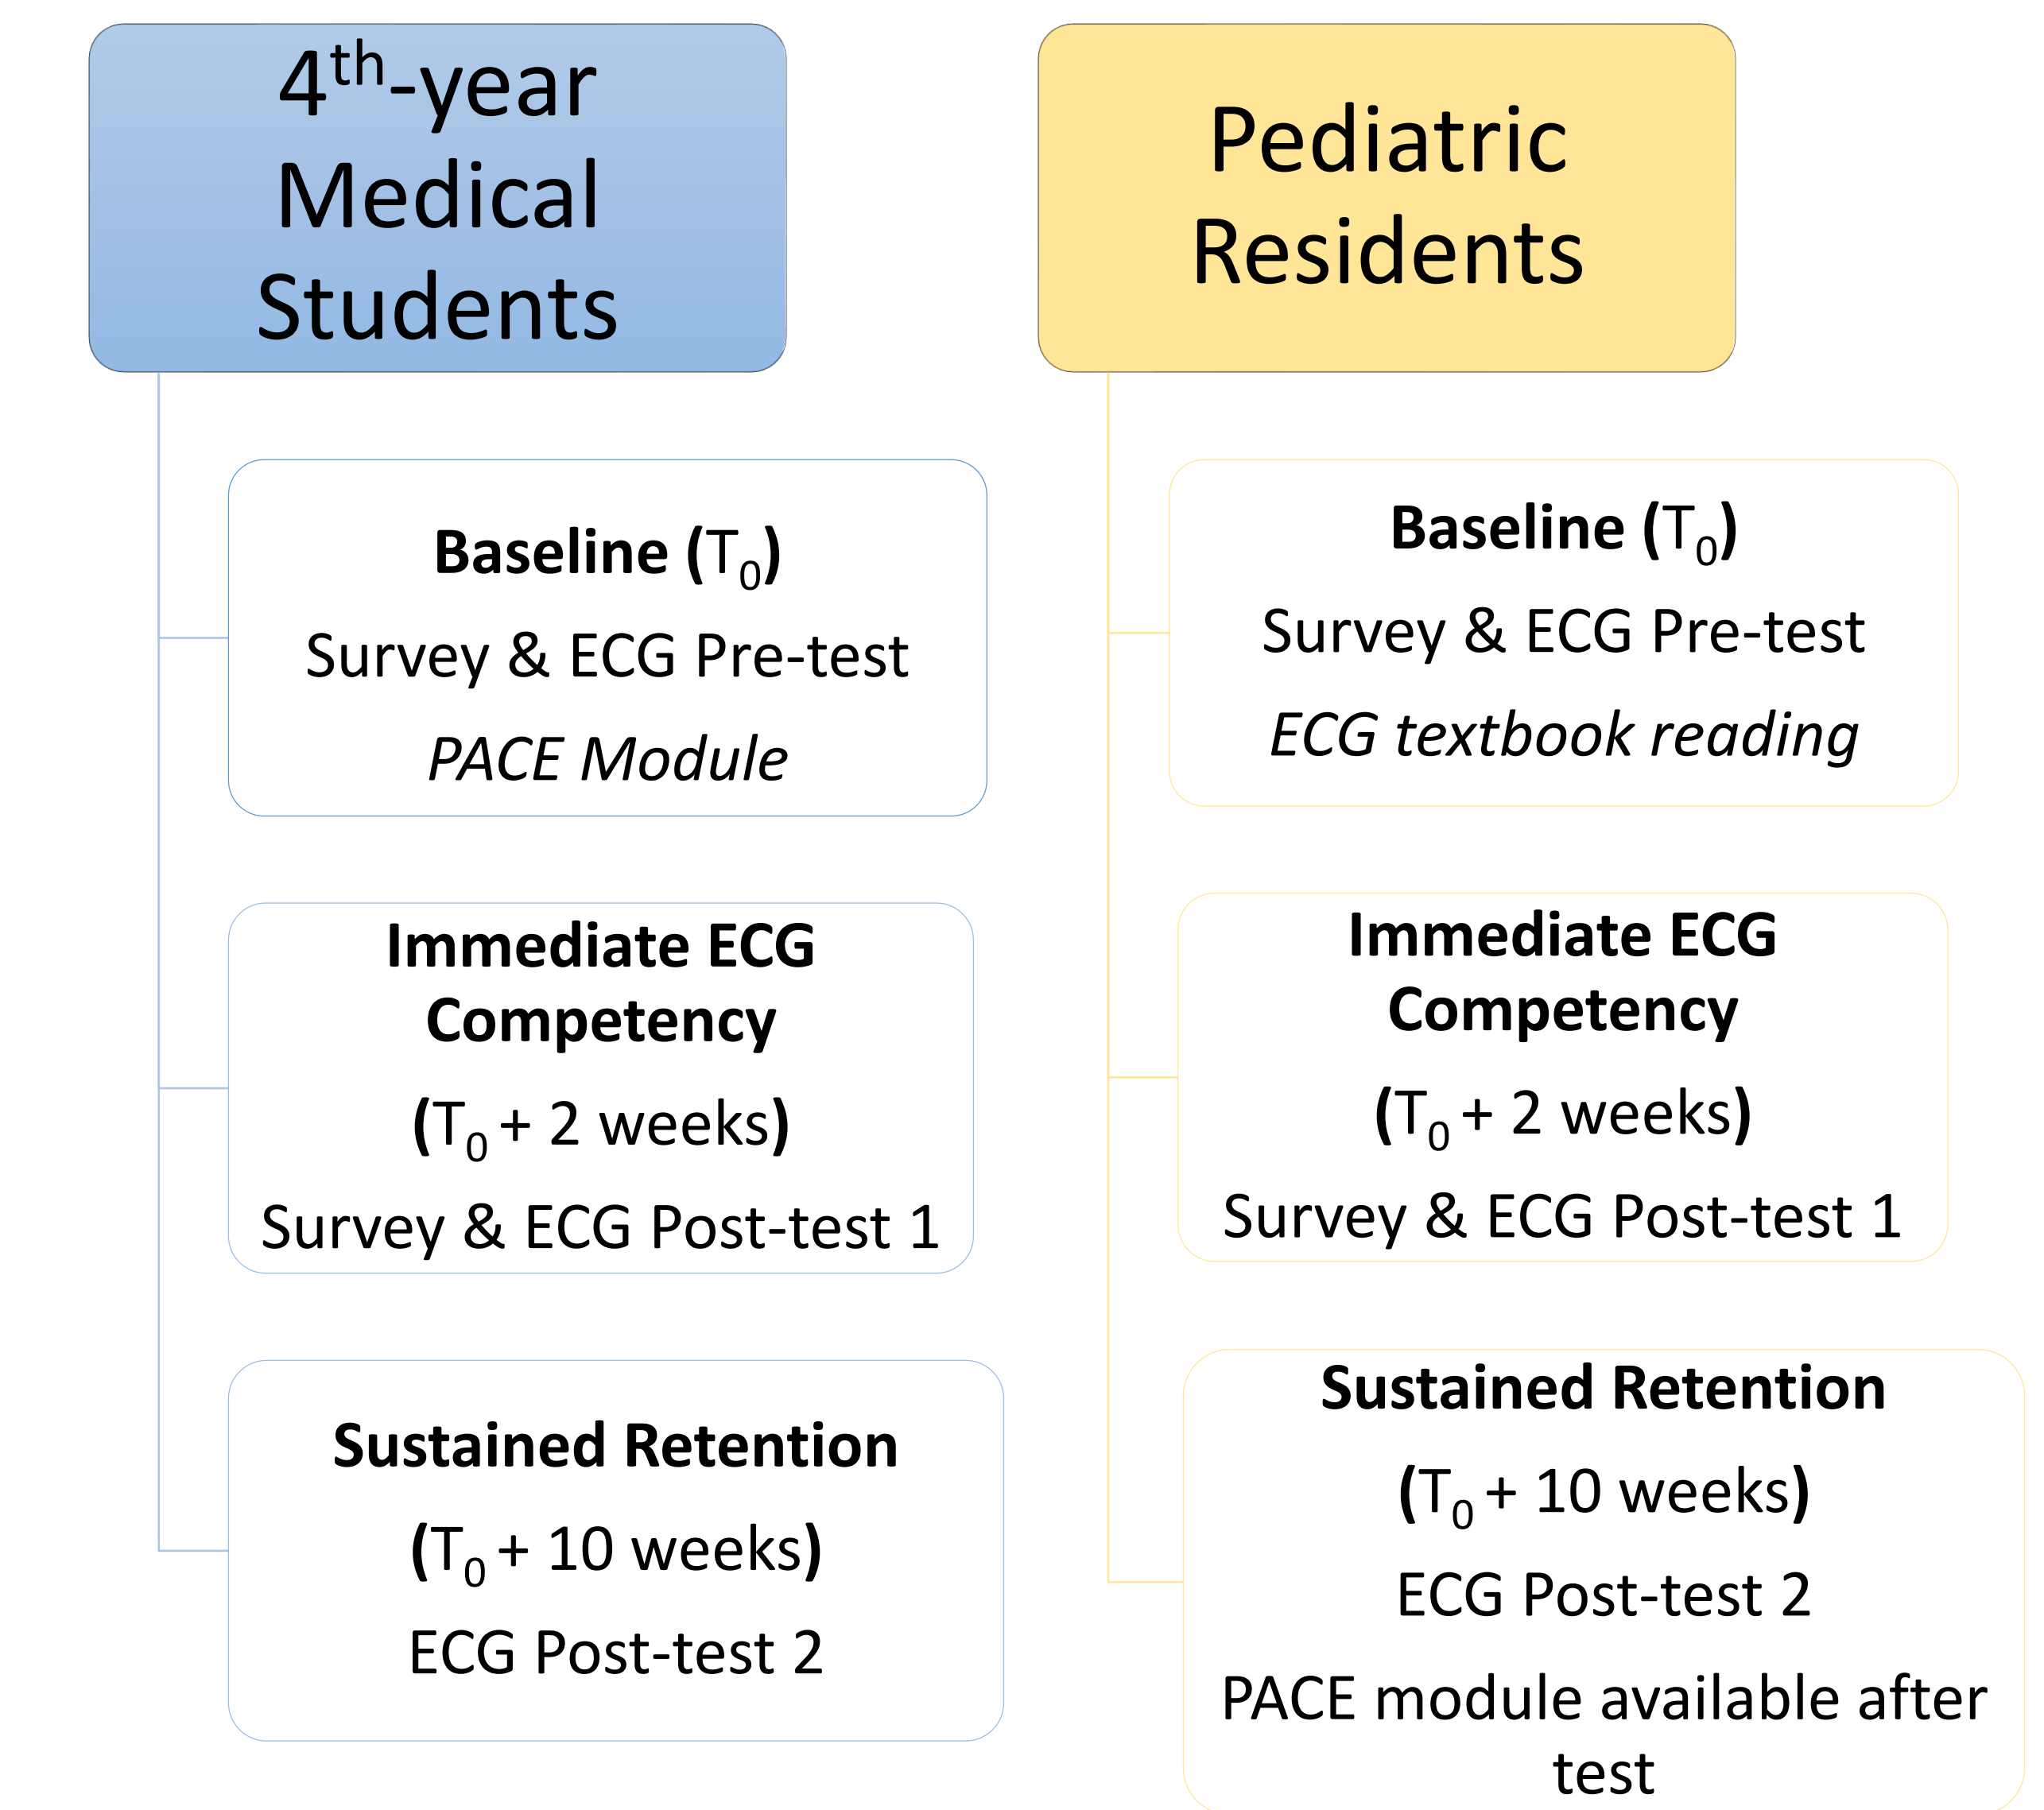 4th-year
Medical
Students
Baseline (T0)
Survey & ECG Pre-test
PACE Module
Immediate ECG
Competency
(T0 + 2 weeks)
Survey & ECG Post-test 1
Sustained Retention
(T0 + 10 weeks)
ECG Post-test 2
Pediatric
Residents
Baseline (T0)
Survey & ECG Pre-test
ECG textbook reading
Immediate ECG
Competency
(T0 + 2 weeks)
Survey & ECG Post-test 1
Sustained Retention
(T0 + 10 weeks)
ECG Post-test 2
PACE module available after
test